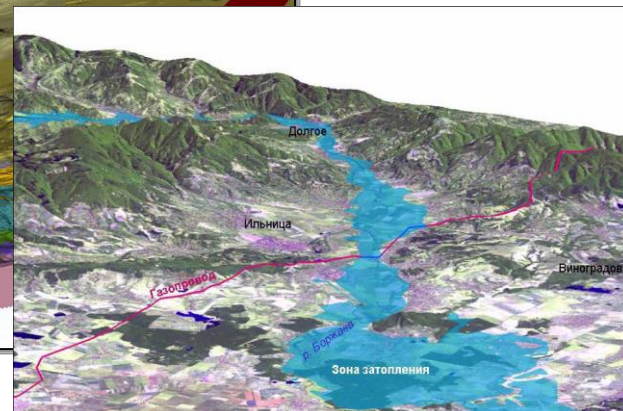 Долгое
Ильница
Виноградов
Газопровод
р. Боржава
Зона затопления